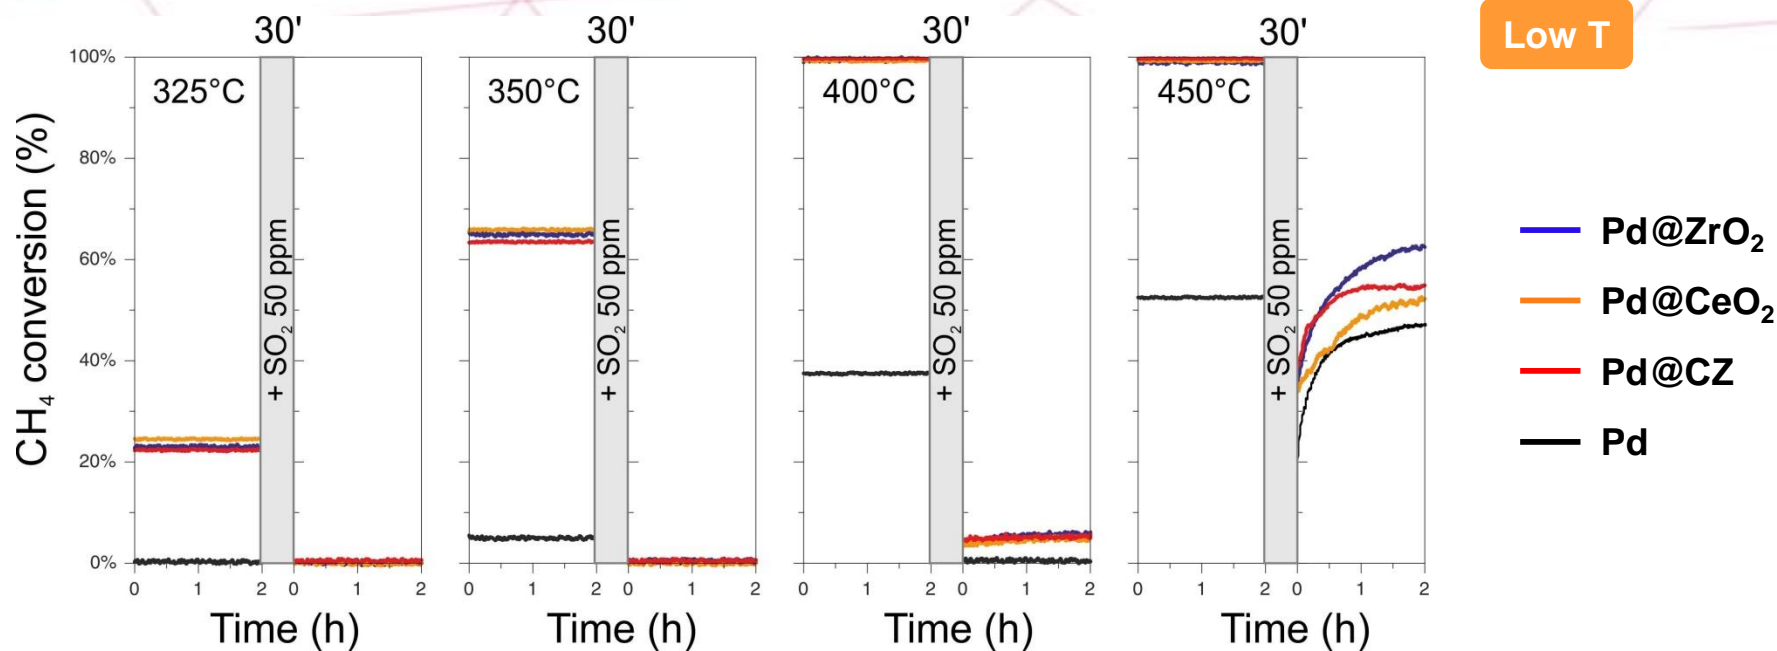 30'
30'
30'
30'
Low T
100%
80%
60%
40%
20%
0%
CH4 conversion (%)
325°C
350°C
400°C
450°C
+ SO2 50 ppm
+ SO2 50 ppm
+ SO2 50 ppm
+ SO2 50 ppm
0 1 2 0 1 2
0 1 2 0 1 2
0 1 2 0 1 2
0 1 2 0 1 2
Time (h)
Time (h)
Time (h)
Time (h)
Pd@ZrO2
Pd@CeO2
Pd@CZ
Pd